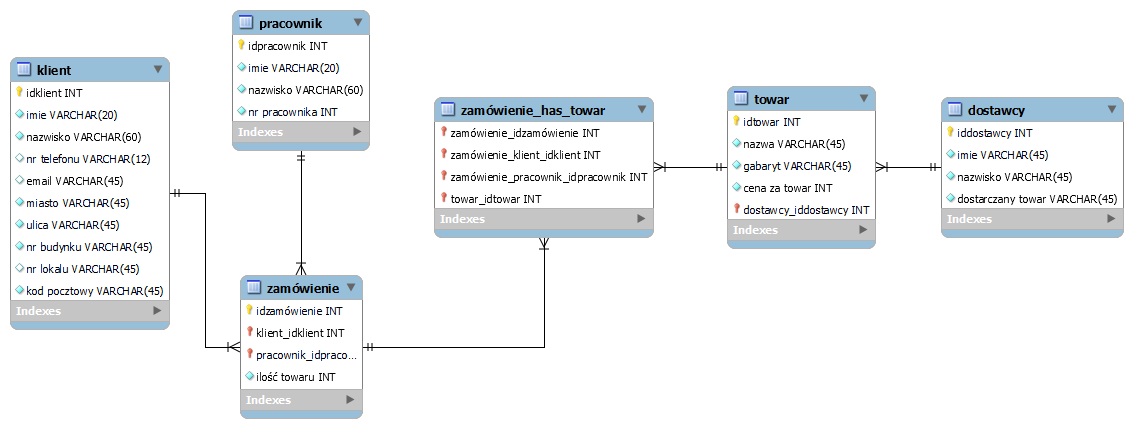 pracownik
idpracownik INT
imie VARCHAR(20)
nazwisko VARCHAR(60)
nr pracownika INT
Indexes
klient
idklient INT
imie VARCHAR(20)
nazwisko VARCHAR(60)
nr telefonu VARCHAR(12)
email VARCHAR(45)
miasto VARCHAR(45)
ulica VARCHAR(45)
nr budynku VARCHAR(45)
nr lokalu VARCHAR(45)
kod pocztowy VARCHAR(45)
Indexes
zamówienie_has_towar
zamówienie_idzamówienie INT
zamówienie_klient_idklient INT
zamówienie_pracownik_idpracownik INT
towar_idtowar INT
Indexes
towar
idtowar INT
nazwa VARCHAR(45)
gabaryt VARCHAR(45)
cena za towar INT
dostawcy_iddostawcy INT
Indexes
dostawcy
iddostawcy INT
imie VARCHAR(45)
nazwisko VARCHAR(45)
dostarczany towar VARCHAR(45)
Indexes
zamówienie
idzamówienie INT
klient_idklient INT
pracownik_idpraco...
ilość towaru INT
Indexes